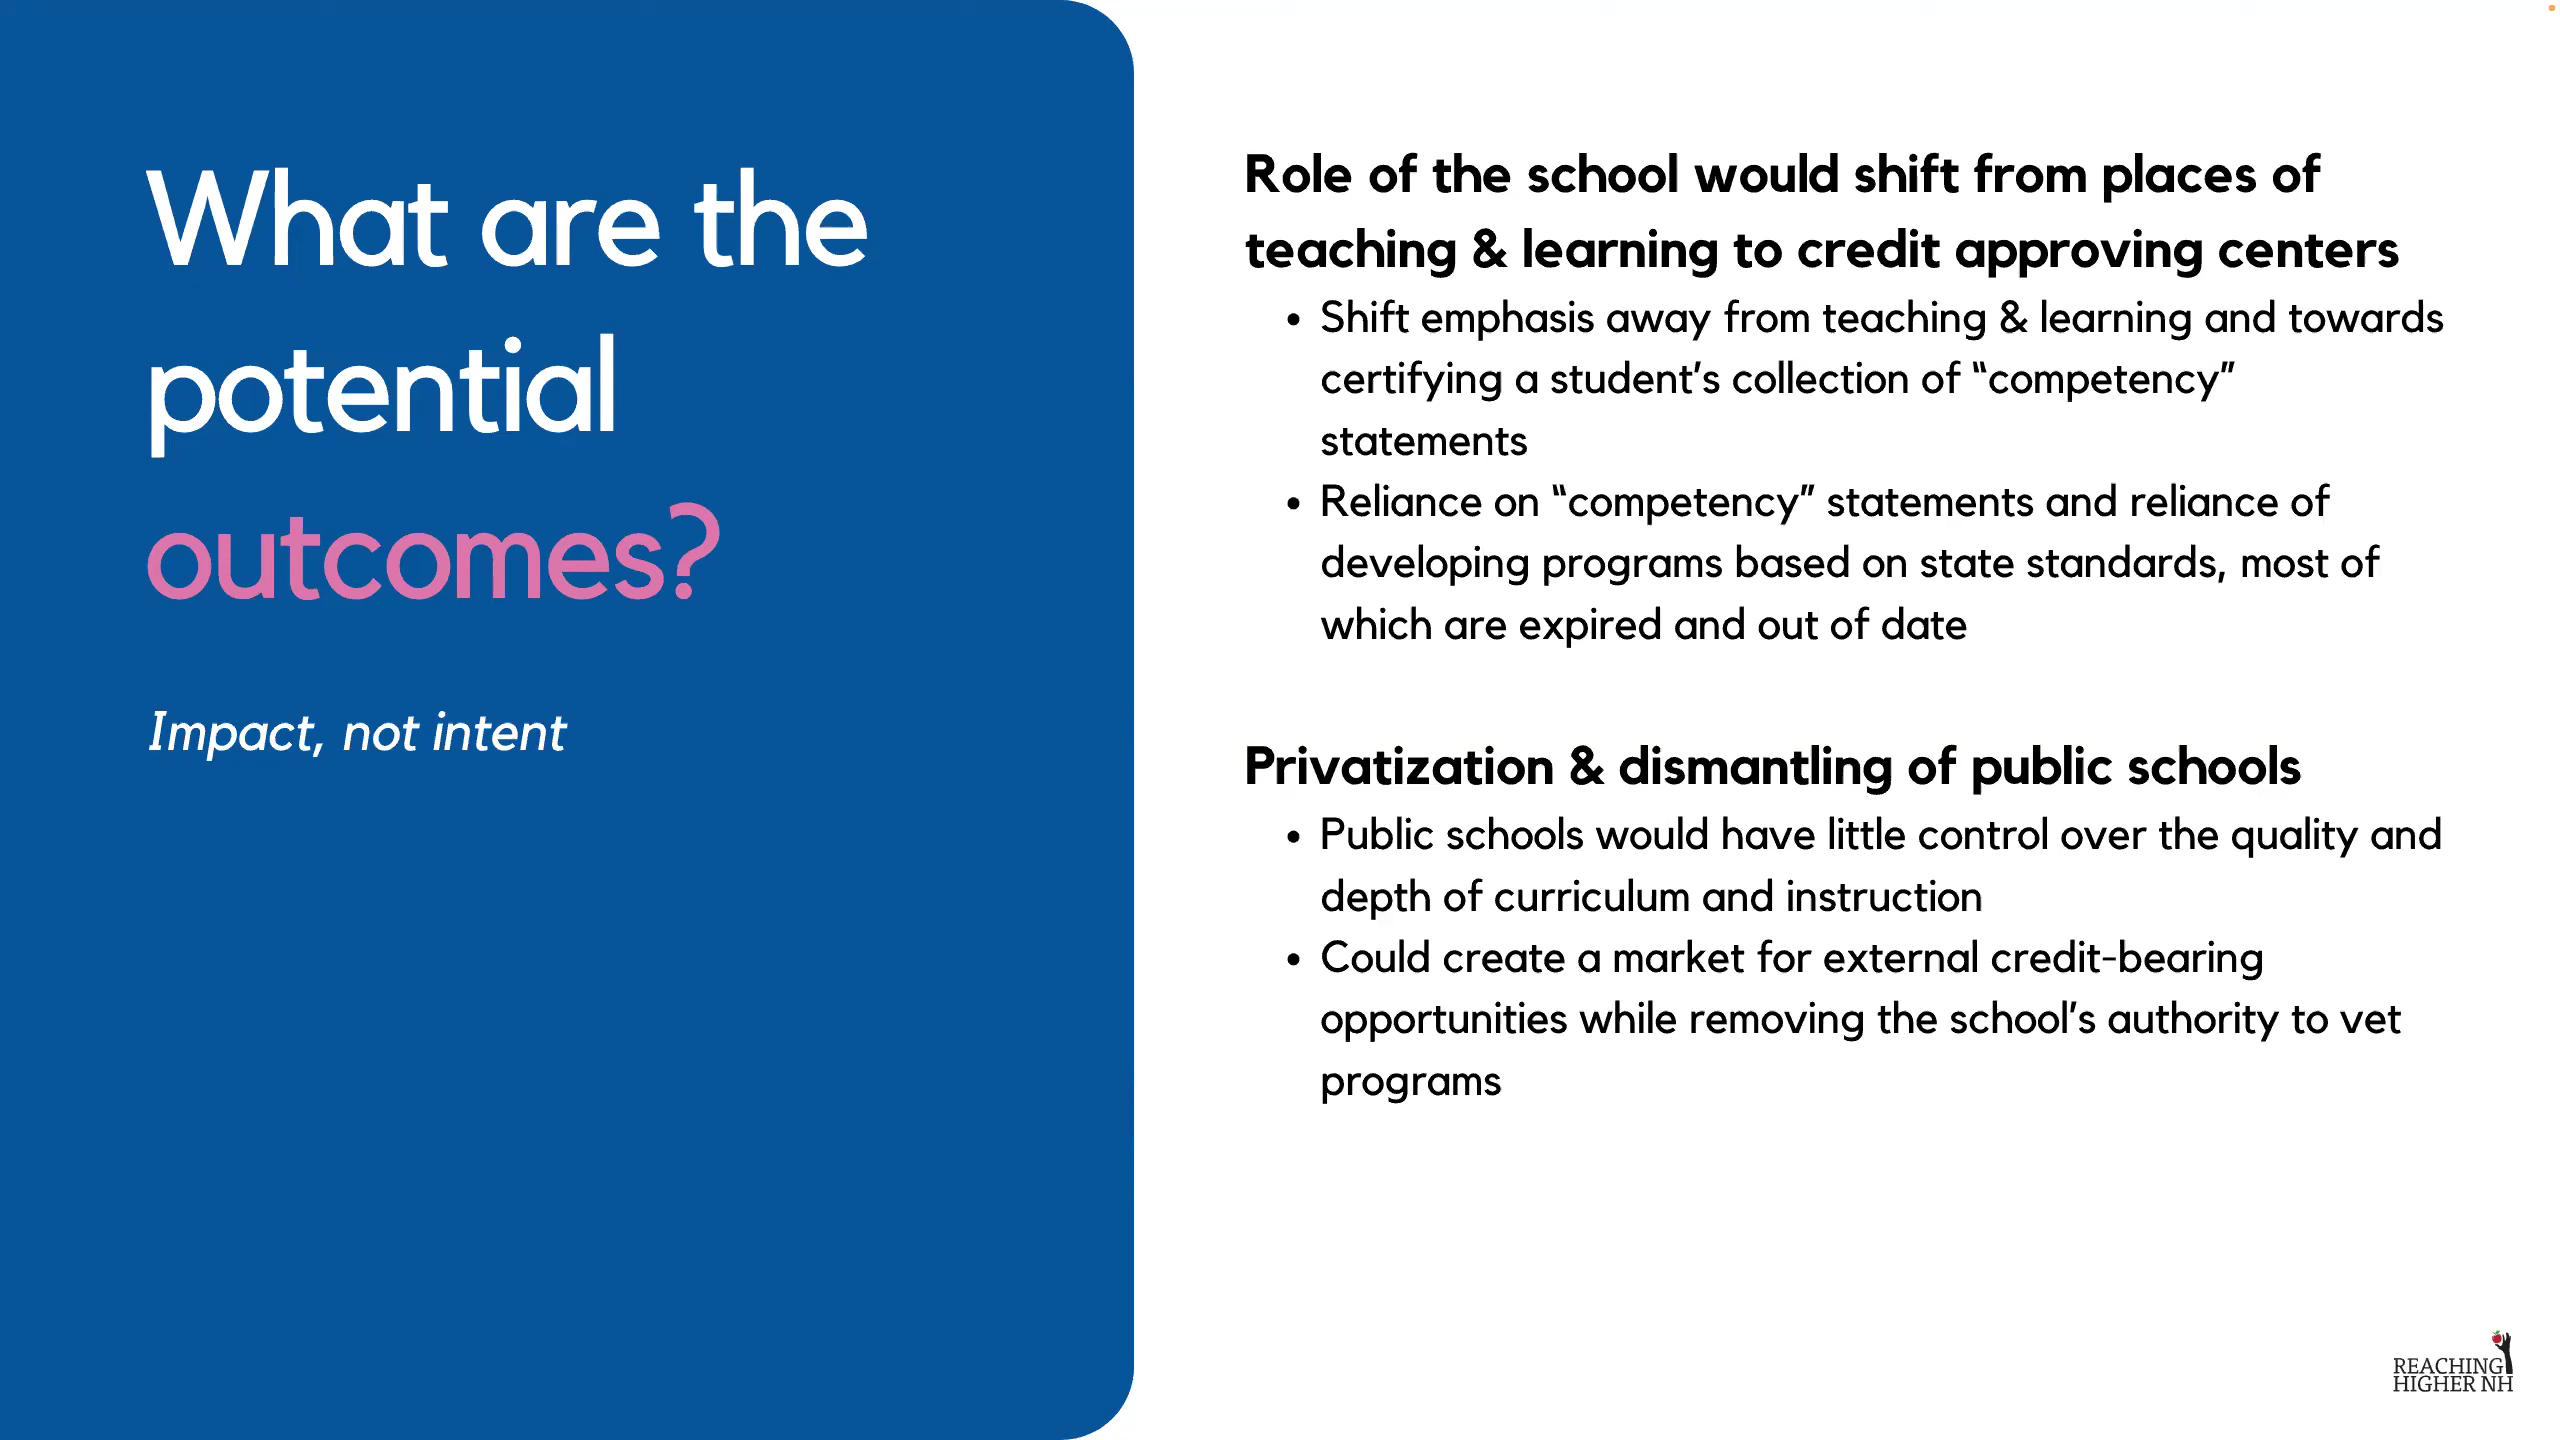 What are the
potential
outcomes?
Impact, not intent
Role of the school would shift from places of
teaching & learning to credit approving centers
• Shift emphasis away from teaching & learning and towards
certifying a student’s collection of “competency”
statements
• Reliance on “competency” statements and reliance of
developing programs based on state standards, most of
which are expired and out of date
Privatization & dismantling of public schools
• Public schools would have little control over the quality and
depth of curriculum and instruction
• Could create a market for external credit-bearing
opportunities while removing the school’s authority to vet
programs
REACHING
HIGHER NH